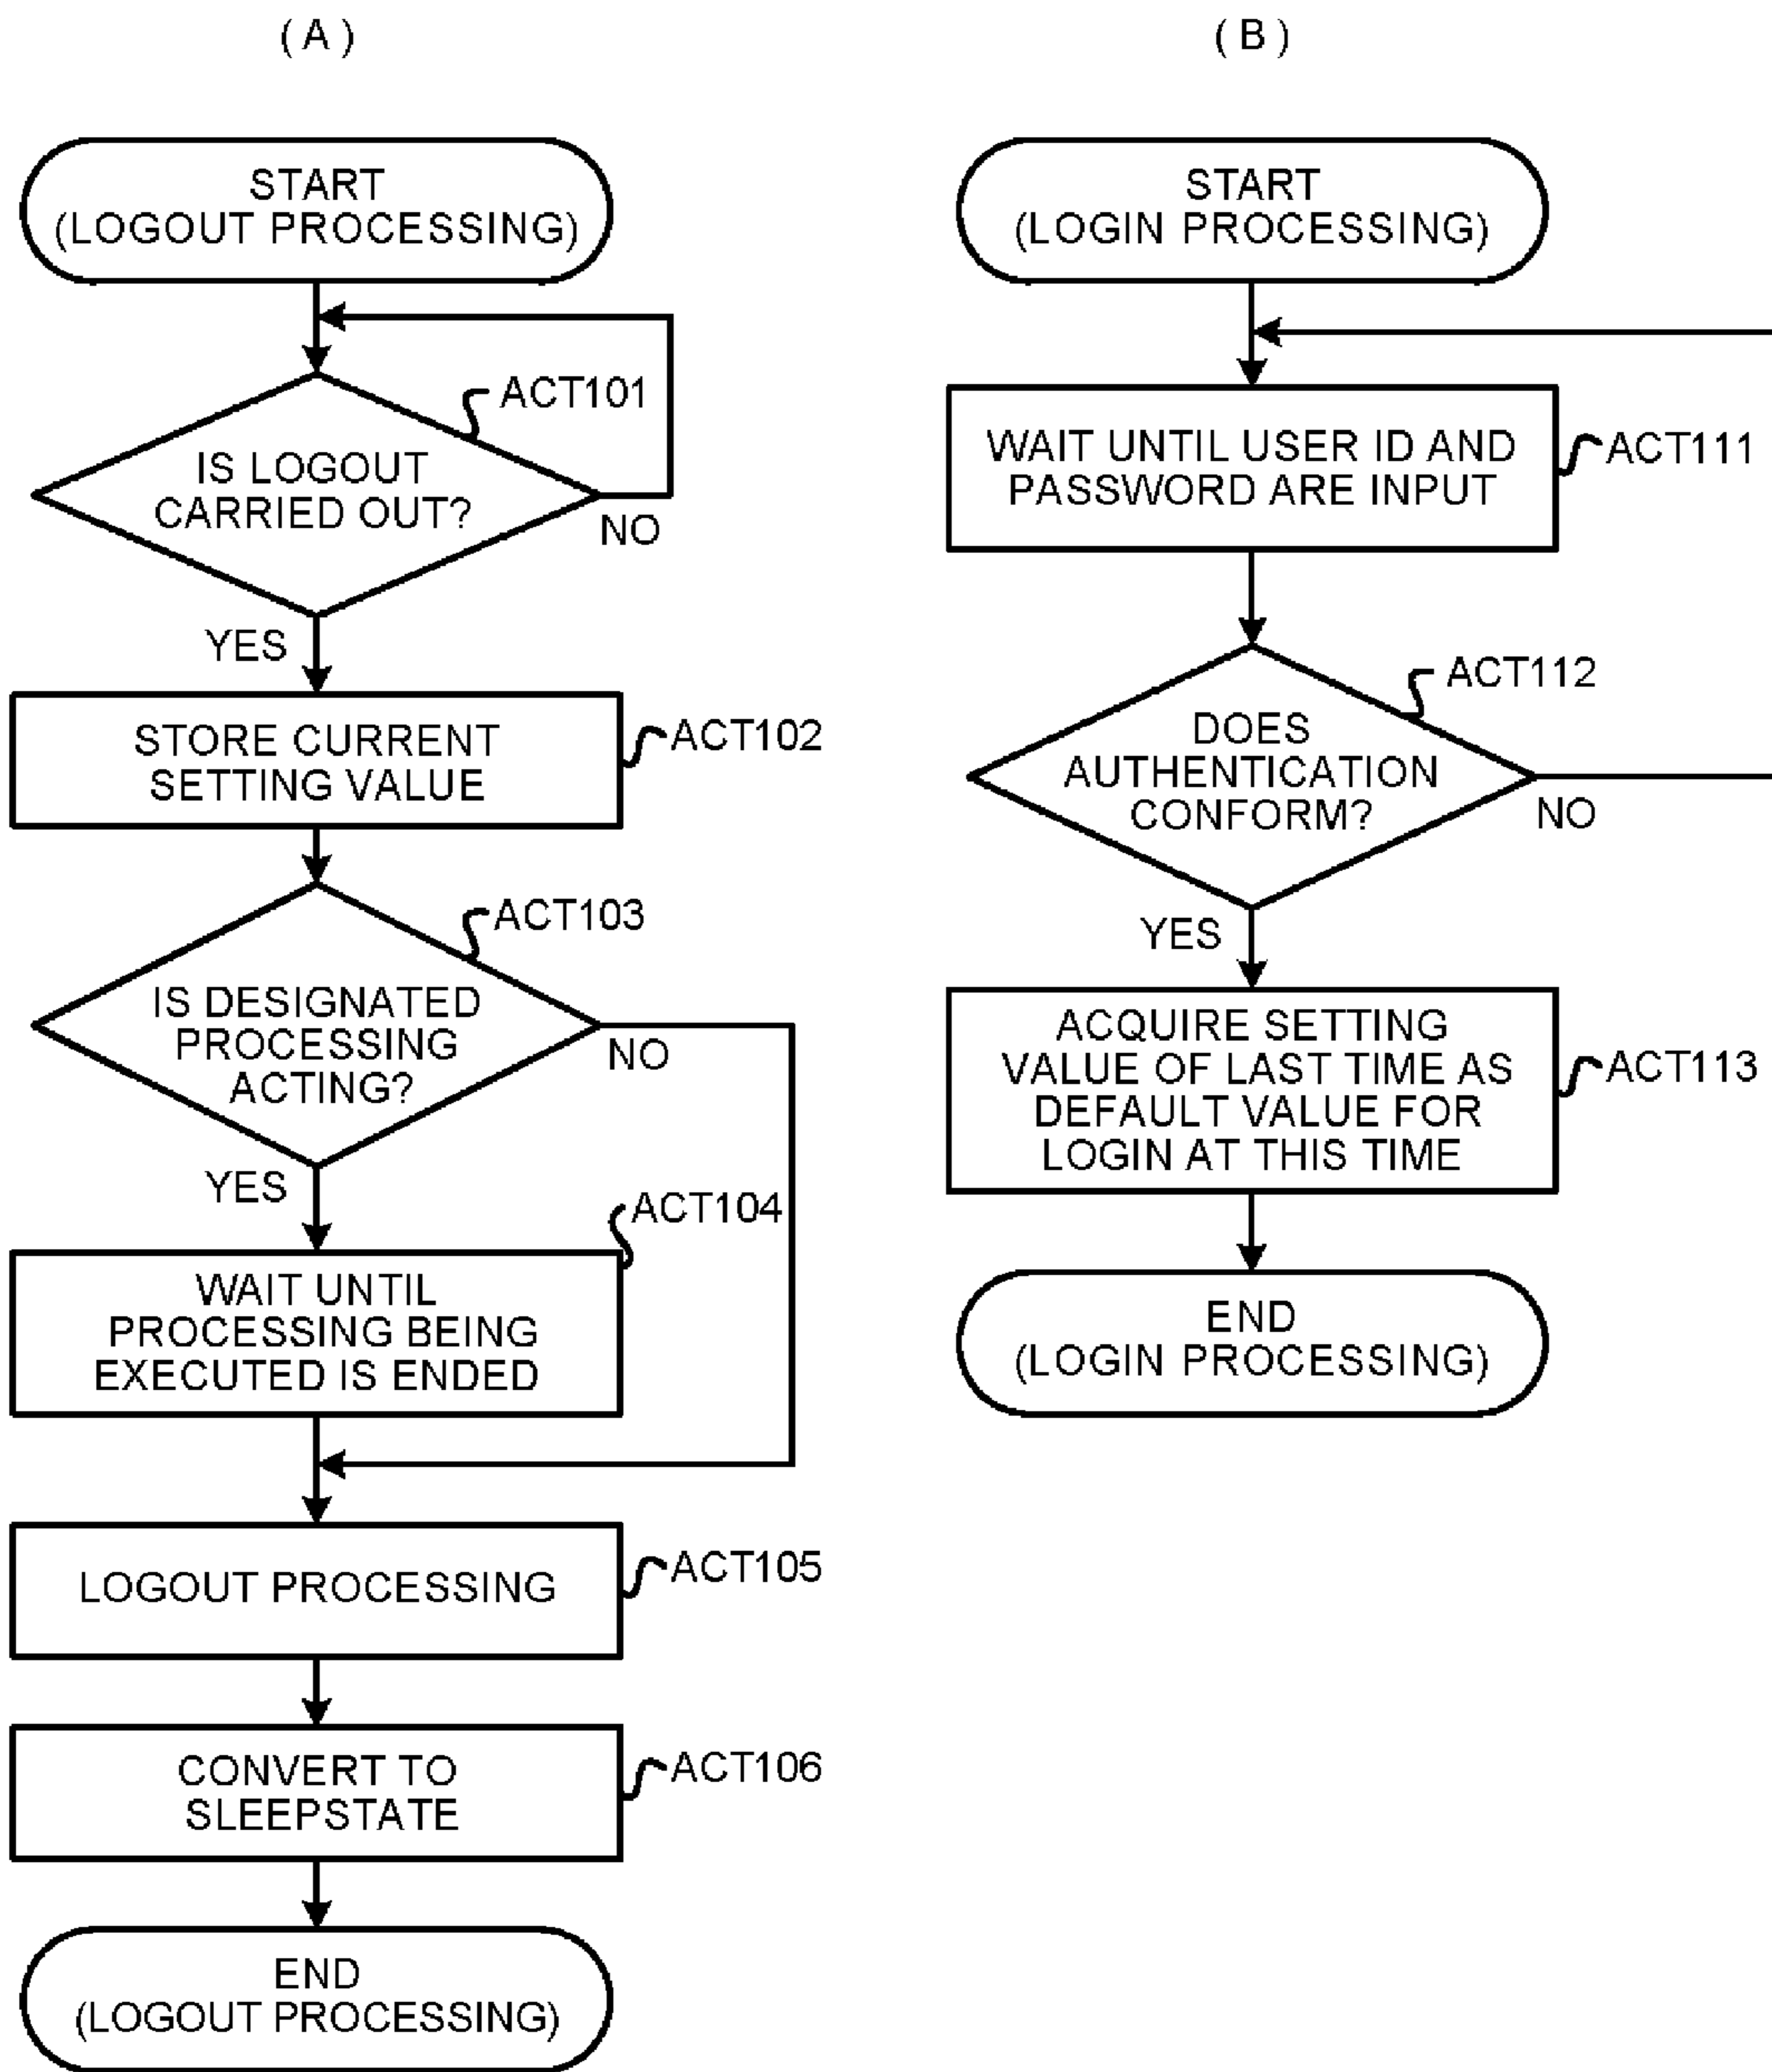 (A)
START
(LOGOUT PROCESSING)
ACT101
IS LOGOUT
CARRIED OUT?
NO
YES
STORE CURRENT
SETTING VALUE
ACT102
ACT103
IS DESIGNATED
PROCESSING
ACTING?
NO
YES
ACT104
WAIT UNTIL
PROCESSING BEING
EXECUTED IS ENDED
LOGOUT PROCESSING
ACT105
CONVERT TO
SLEEPSTATE
ACT106
END
(LOGOUT PROCESSING)
(B)
START
(LOGIN PROCESSING)
WAIT UNTIL USER ID AND
PASSWORD ARE INPUT
ACT111
ACT112
DOES
AUTHENTICATION
CONFORM?
NO
YES
ACQUIRE SETTING
VALUE OF LAST TIME AS
DEFAULT VALUE FOR
LOGIN AT THIS TIME
ACT113
END
(LOGIN PROCESSING)